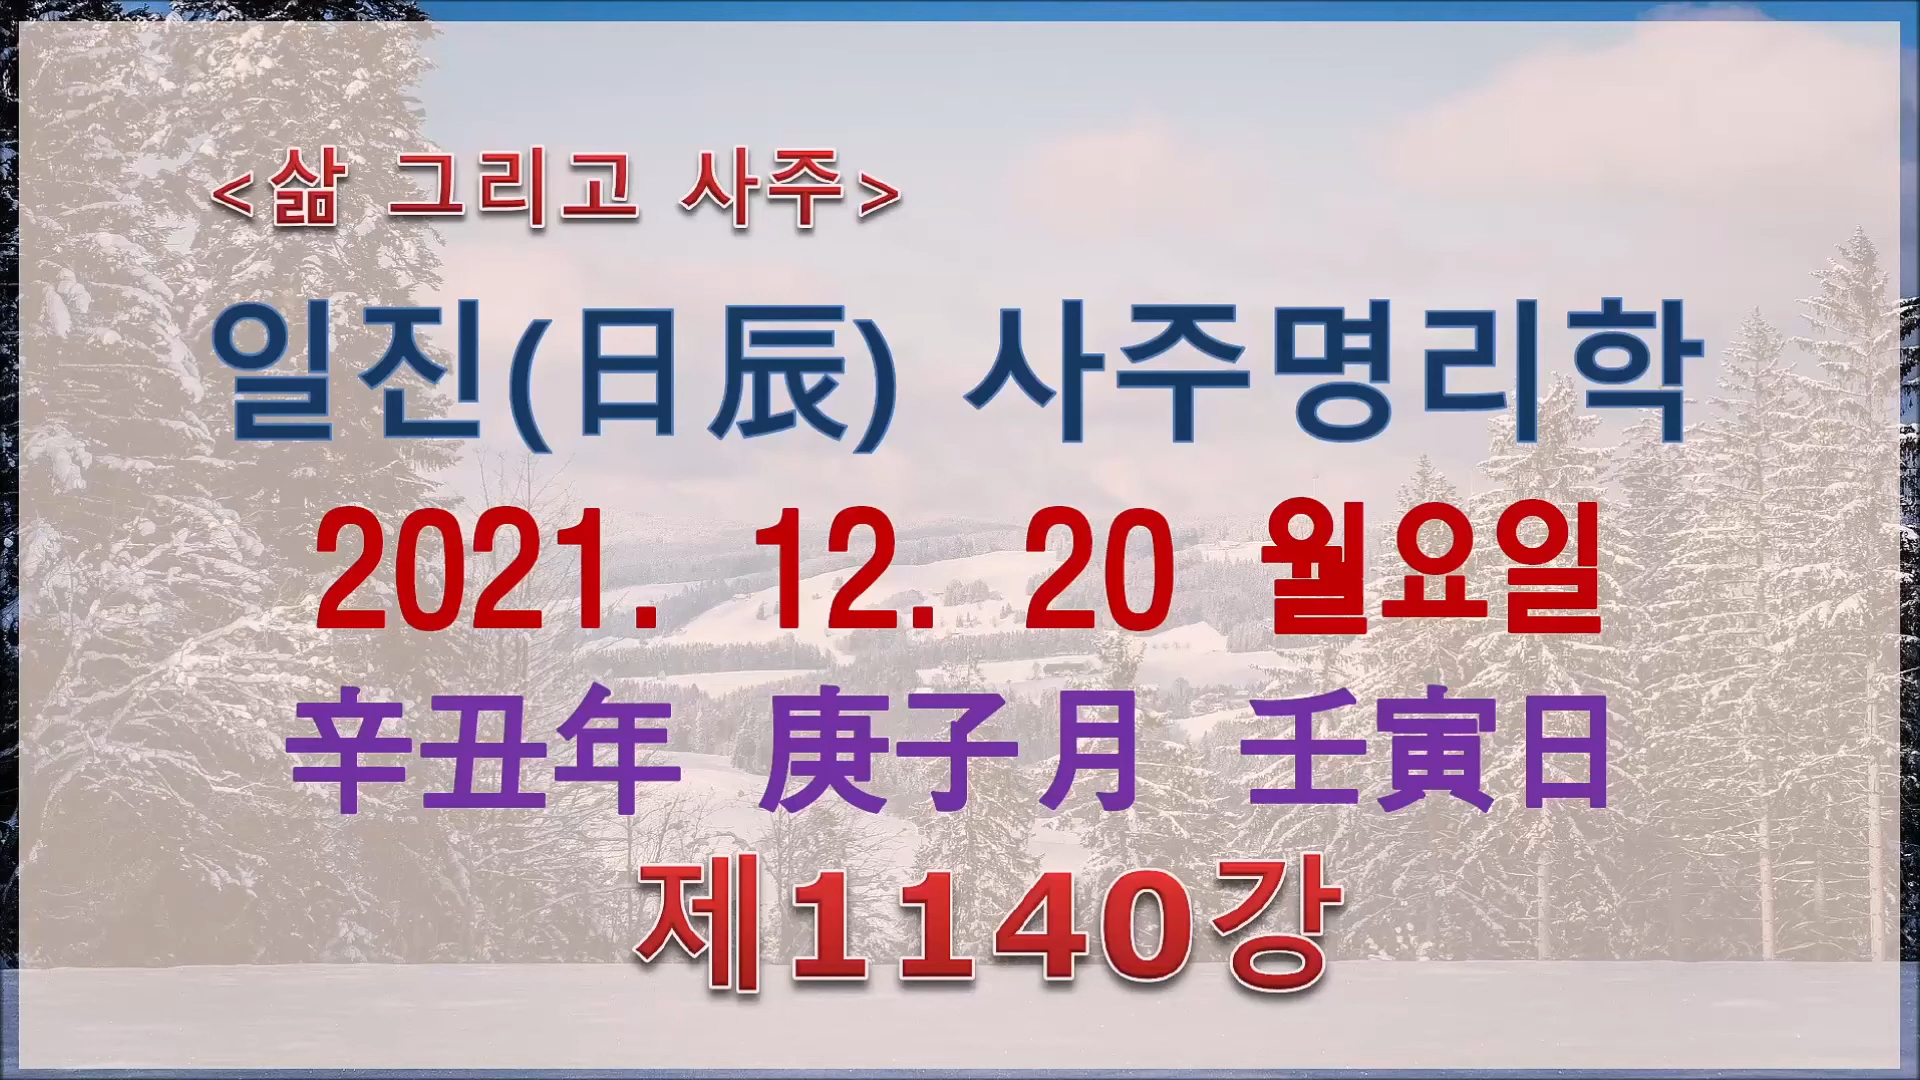 <삶 그리고 사주>
일진(日辰) 사주명리학
2021. 12. 20 월요일
辛丑年 庚子月 壬寅日
제1140강